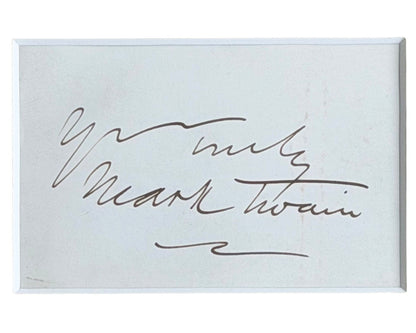 Yrs truly
Mark Twain